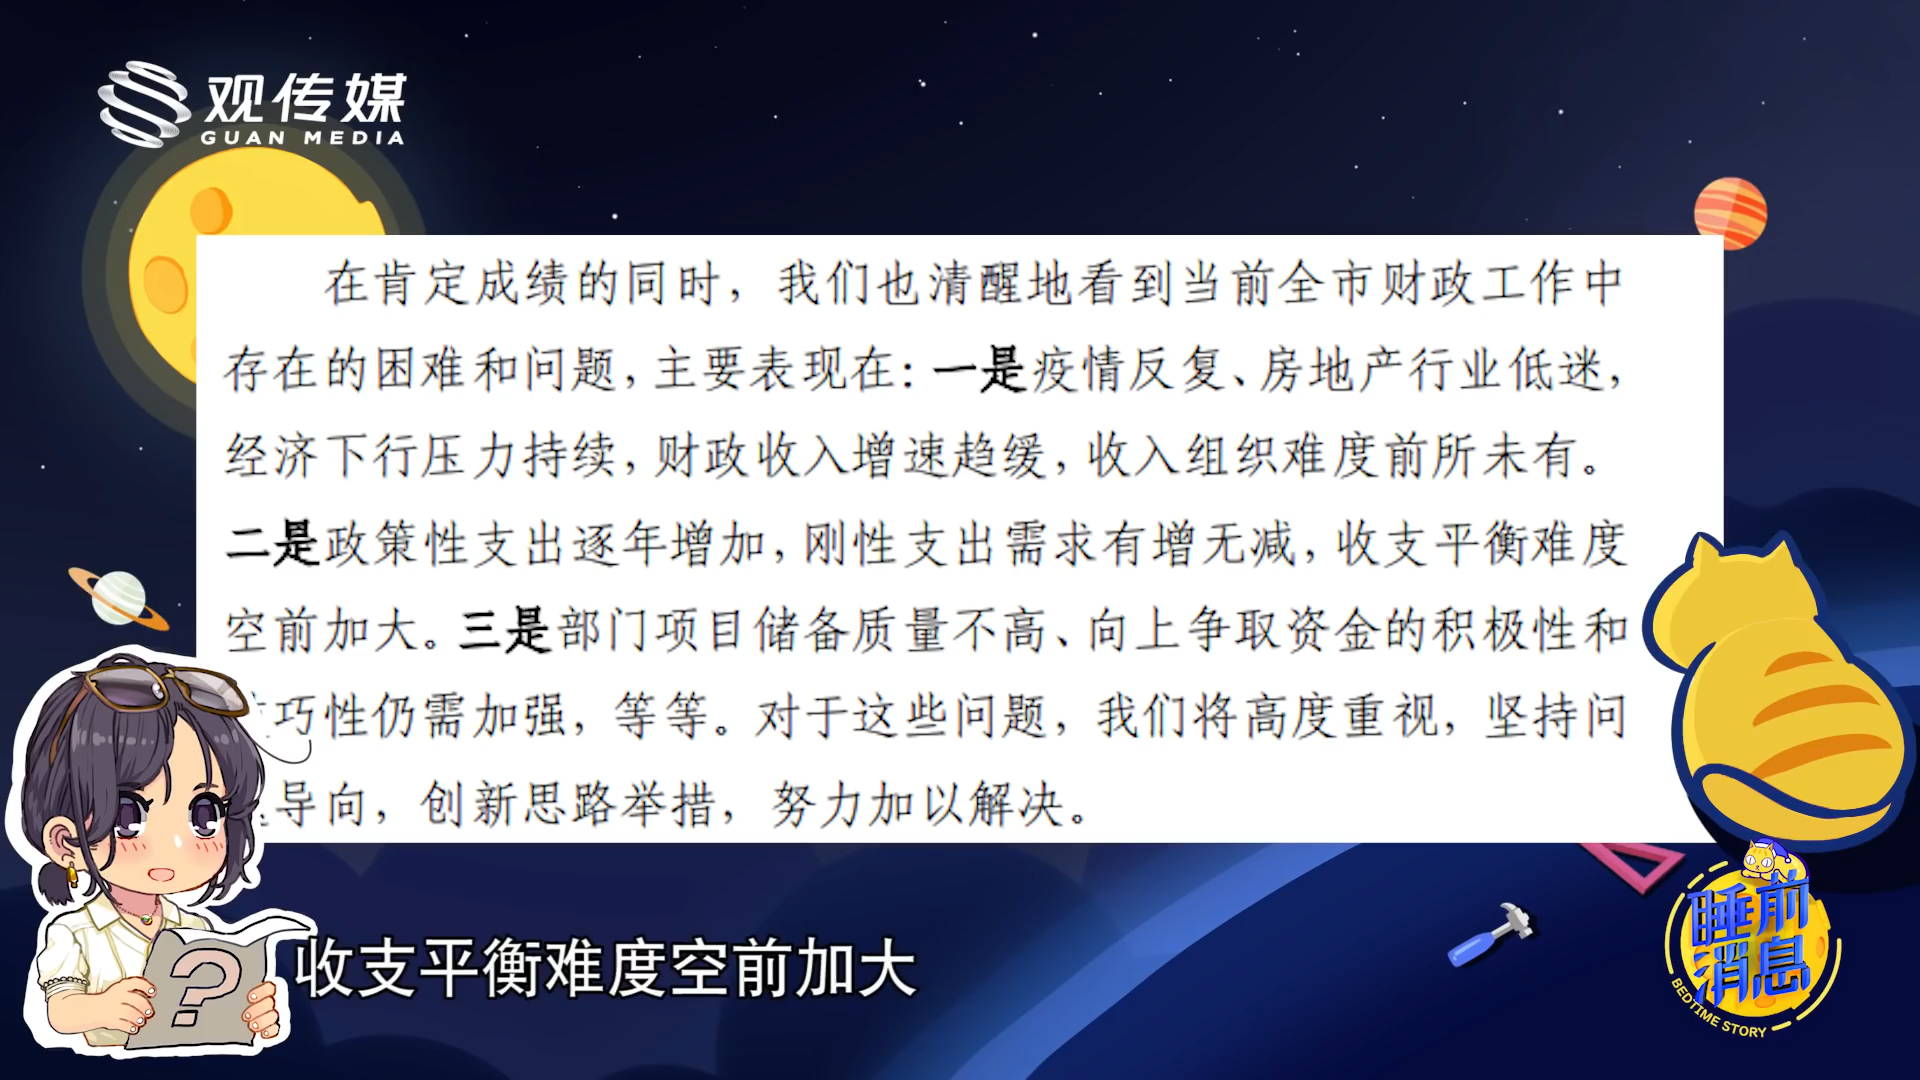 观传媒
GUAN MEDIA
在肯定成绩的同时，我们也清醒地看到当前全市财政工作中
存在的困难和问题，主要表现在：一是疫情反复、房地产行业低迷，
经济下行压力持续，财政收入增速趋缓，收入组织难度前所未有。
二是政策性支出逐年增加，刚性支出需求有增无减，收支平衡难度
空前加大。三是部门项目储备质量不高、向上争取资金的积极性和
巧性仍需加强，等等。对于这些问题，我们将高度重视，坚持问
导向，创新思路举措，努力加以解决。
?
收支平衡难度空前加大
睡前
消息
BEDTIME STORY